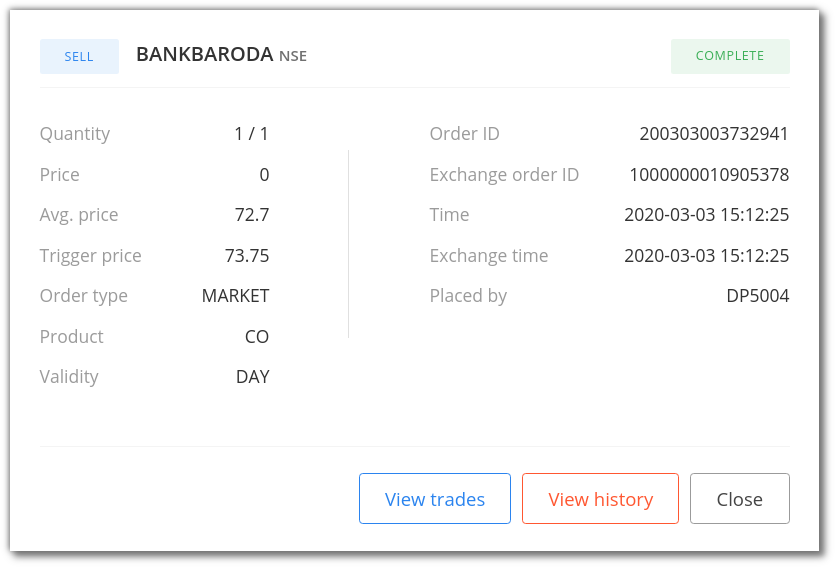 SELL BANKBARODA NSE COMPLETE
Quantity 1 / 1 Order ID 200303003732941
Price 0 Exchange order ID 1000000010905378
Avg. price 72.7 Time 2020-03-03 15:12:25
Trigger price 73.75 Exchange time 2020-03-03 15:12:25
Order type MARKET Placed by DP5004
Product CO
Validity DAY
View trades View history Close